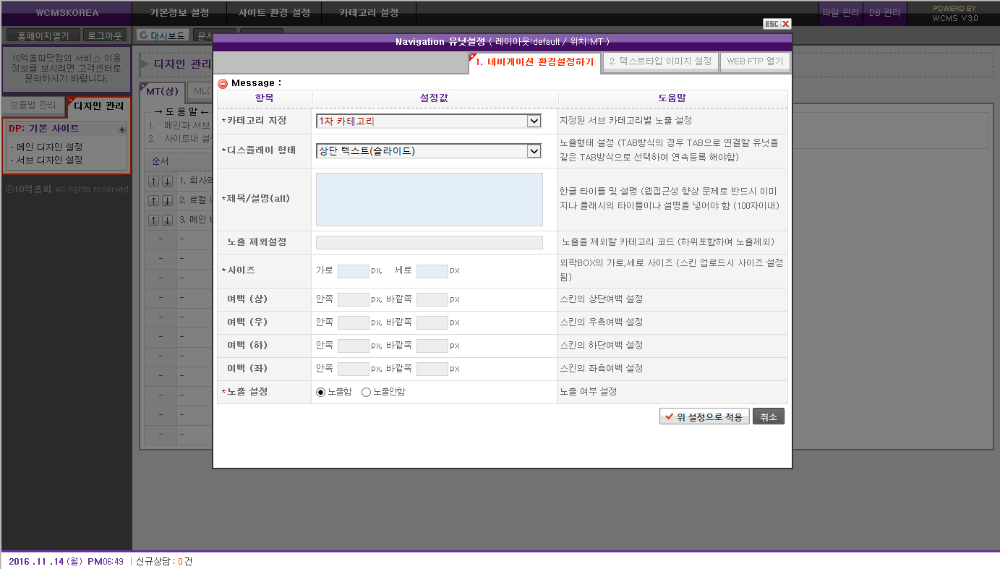 WCMSKOREA
기본정보 설정
사이트 환경 설정
카테고리 설정
파일 관리
DB 관리
POWERD BY
WCMS V3.0
홈페이지열기
로그아웃
대시보드
문서
ESC X
10억홈피닷컴의 서비스 이용
정보를 보시려면 고객센터로
문의하시기 바랍니다.
모듈별 관리
디자인 관리
DP: 기본 사이트
· 메인 디자인 설정
· 서브 디자인 설정
ⓒ10억홈피 All rights reserved
디자인 관리
MT(상)
ML(
→ 도 움 말 ←
1. 메인과 서브
2. 사이트내 설
순서
↑ ↓ 1. 회사의
↑ ↓ 2. 로컬
↑ ↓ 3. 메인
Navigation 유닛설정 ( 레이아웃:default / 위치:MT )
1. 네비게이션 환경설정하기
2. 텍스트타입 이미지 설정
WEB:FTP 열기
Message :
항목 설정값 도움말
*카테고리 지정 1차 카테고리 지정된 서브 카테고리별 노출 설정
*디스플레이 형태 상단 텍스트(슬라이드) 노출형태 설정 (TAB방식의 경우 TAB으로 연결할 유닛을
같은 TAB방식으로 선택하여 연속등록 해야함)
*제목/설명(alt) 한글 타이틀 및 설명 (웹접근성 향상 문제로 반드시 이미
지나 플래시의 타이틀이나 설명을 넣어야 함 (100자이내)
노출 제외설정 노출을 제외할 카테고리 코드 (하위포함하여 노출제외)
*사이즈 가로 px, 세로 px 외곽BOX의 가로,세로 사이즈 (스킨 업로드시 사이즈 설정
됨)
여백 (상) 안쪽 px, 바깥쪽 px 스킨의 상단여백 설정
여백 (우) 안쪽 px, 바깥쪽 px 스킨의 우측여백 설정
여백 (하) 안쪽 px, 바깥쪽 px 스킨의 하단여백 설정
여백 (좌) 안쪽 px, 바깥쪽 px 스킨의 좌측여백 설정
*노출 설정 노출함 노출안함 노출 여부 설정
위 설정으로 적용
취소
2016 .11 .14 (월) PM06:49 | 신규상담 : 0 건